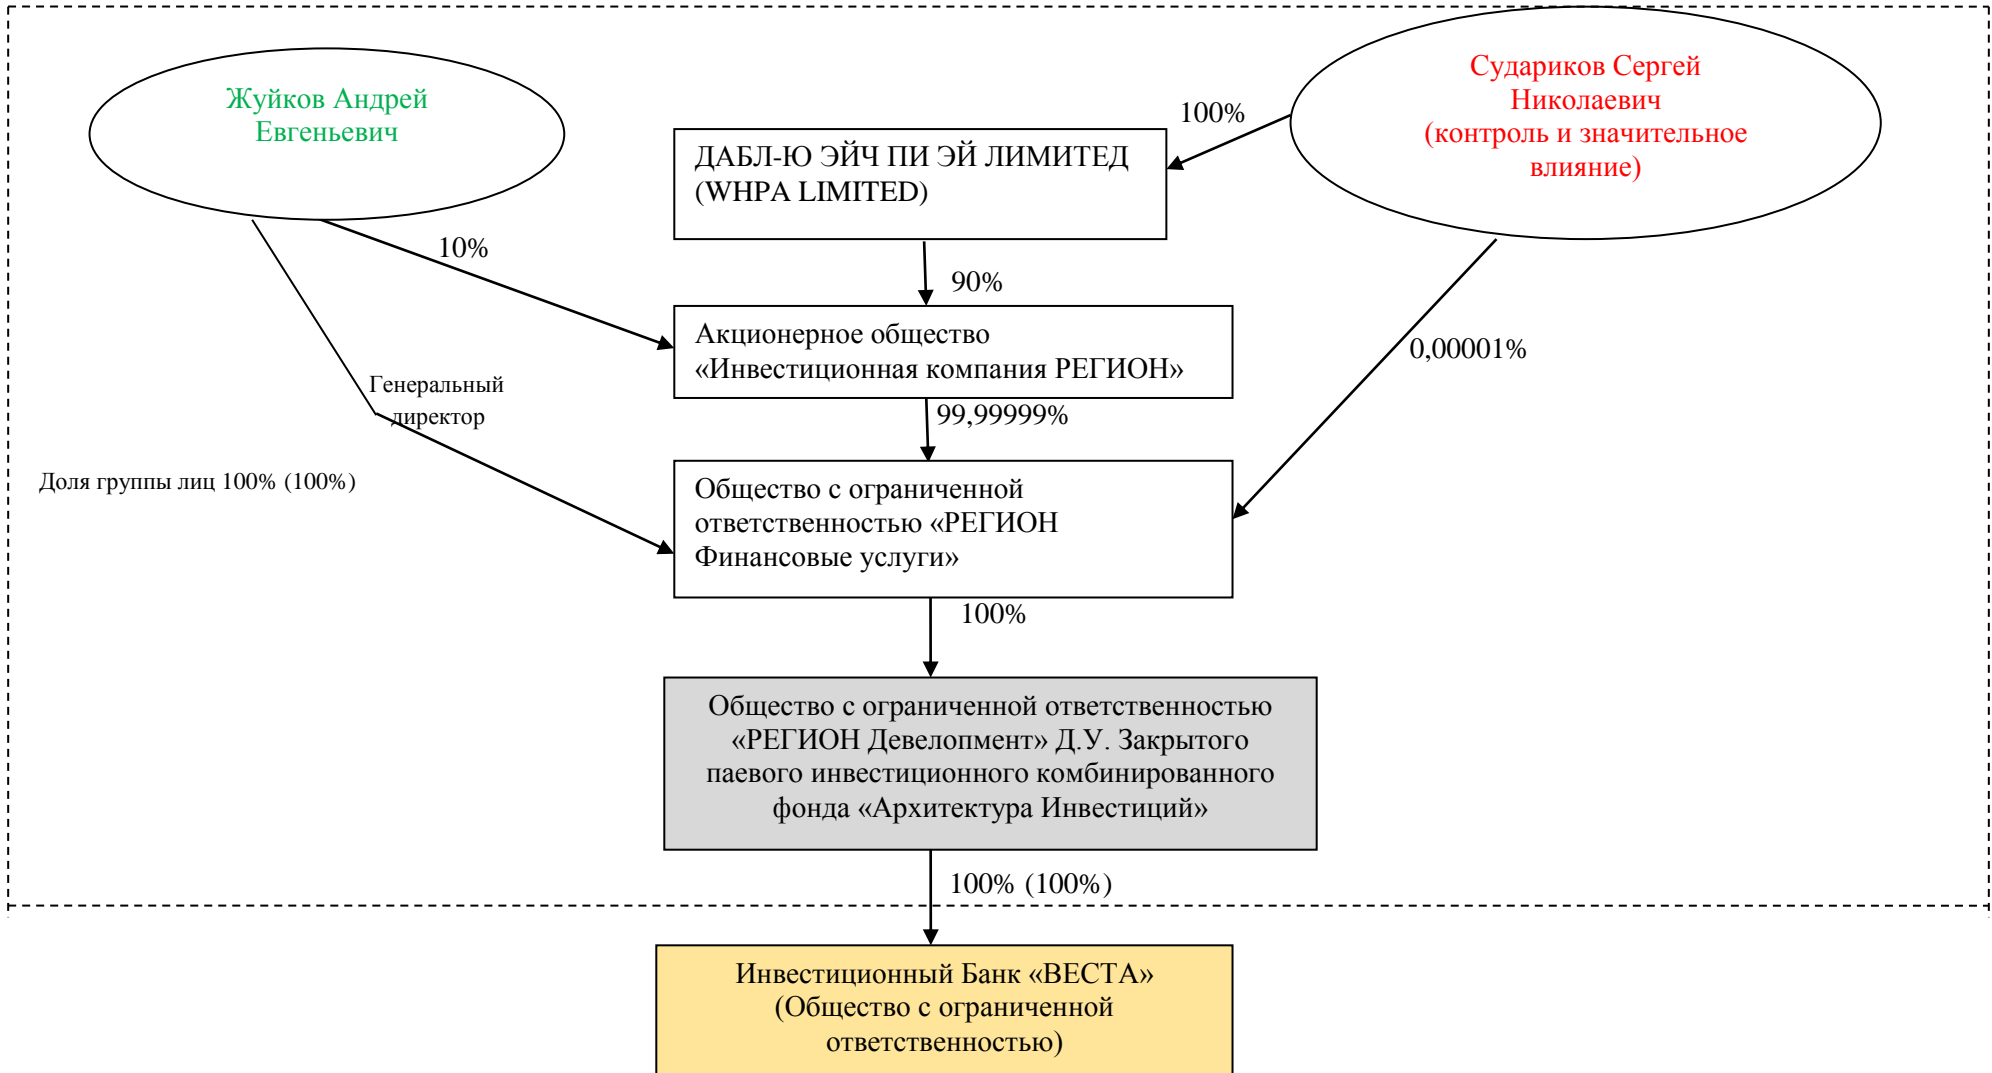 Жуйков Андрей
Евгеньевич
Судариков Сергей
Николаевич
(контроль и значительное
влияние)
100%
ДАБЛ-Ю ЭЙЧ ПИ ЭЙ ЛИМИТЕД
(WHPA LIMITED)
10%
90%
Акционерное общество
«Инвестиционная компания РЕГИОН»
0,00001%
Генеральный
директор
99,99999%
Доля группы лиц 100% (100%)
Общество с ограниченной
ответственностью «РЕГИОН
Финансовые услуги»
100%
Общество с ограниченной ответственностью
«РЕГИОН Девелопмент» Д.У. Закрытого
паевого инвестиционного комбинированного
фонда «Архитектура Инвестиций»
100% (100%)
Инвестиционный Банк «ВЕСТА»
(Общество с ограниченной
ответственностью)